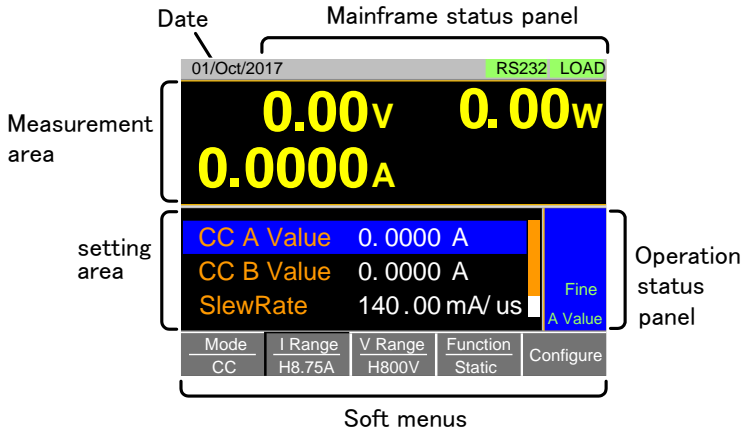 Date Mainframe status panel
01/Oct/2017 RS232 LOAD
Measurement area
0.00V 0.00W
0.0000A
setting area
CC A Value 0.0000 A
CC B Value 0.0000 A
SlewRate 140.00 mA/us
Fine
A Value
Operation status panel
Mode I Range V Range Function Configure
CC H8.75A H800V Static
Soft menus